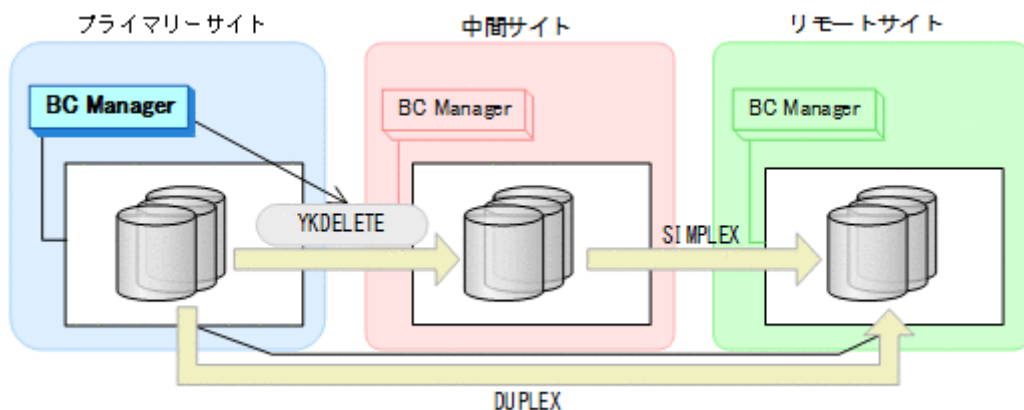 プライマリーサイト
中間サイト
リモートサイト
BC Manager
BC Manager
BC Manager
YKDELETE
SIMPLEX
DUPLEX